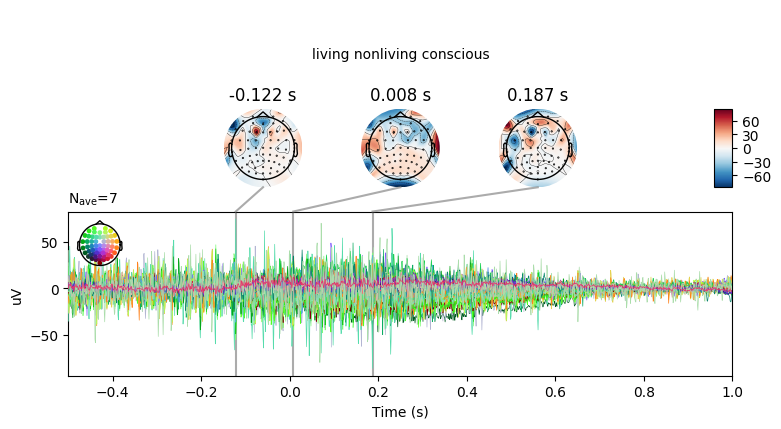 living nonliving conscious
-0.122 s 0.008 s 0.187 s
60
30
0
−30
−60
Nave=7
50
0
−50
uV
−0.4 −0.2 0.0 0.2 0.4 0.6 0.8 1.0
Time (s)